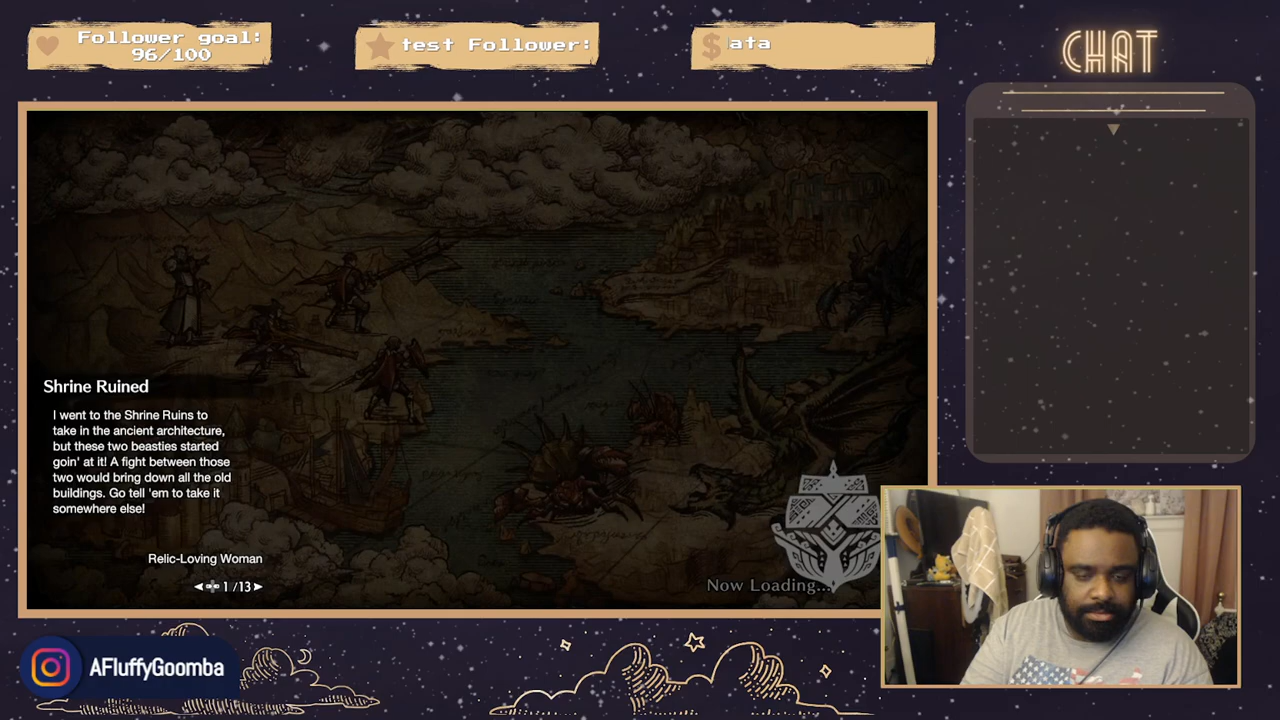 Follower goal:
96/100
test Follower:
ata
CHAT
Shrine Ruined
I went to the Shrine Ruins to
take in the ancient architecture,
but these two beasties started
goin' at it! A fight between those
two would bring down all the old
buildings. Go tell 'em to take it
somewhere else!
Relic-Loving Woman
1 /13
Now Loading...
AFluffyGoomba